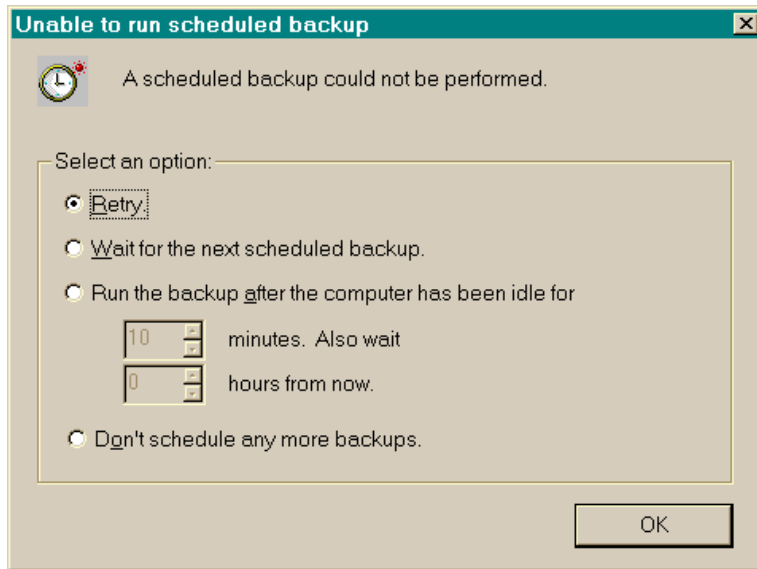 Unable to run scheduled backup
A scheduled backup could not be performed.
Select an option:
Retry.
Wait for the next scheduled backup.
Run the backup after the computer has been idle for
10 minutes. Also wait
0 hours from now.
Don't schedule any more backups.
OK